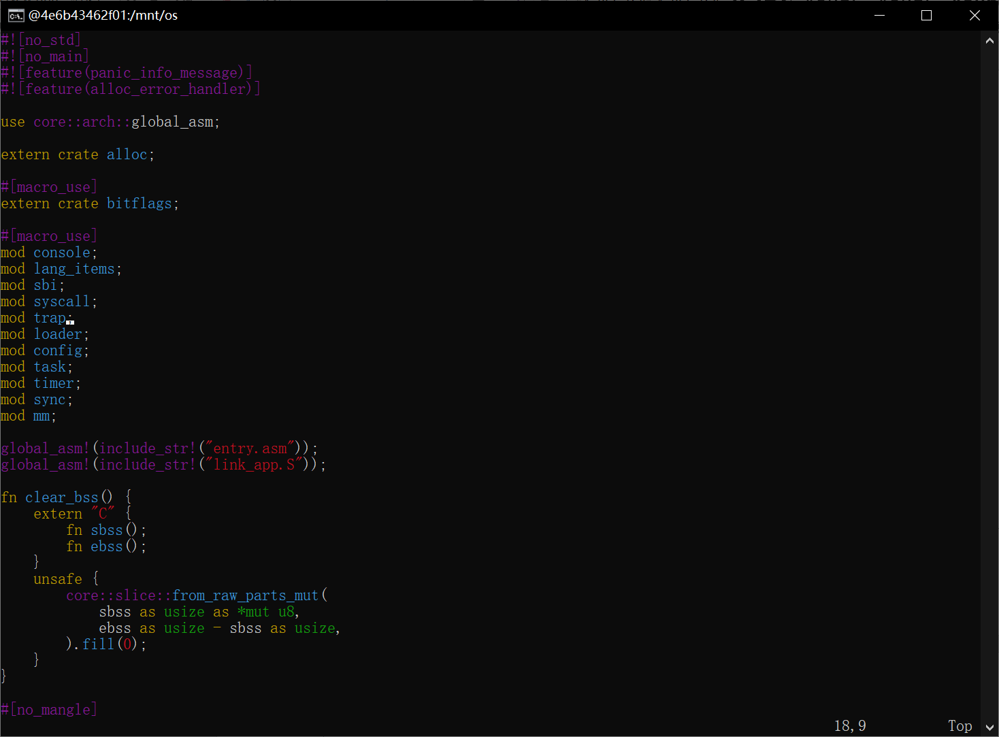 @4e6b43462f01:/mnt/os
#![no_std]
#![no_main]
#![feature(panic_info_message)]
#![feature(alloc_error_handler)]

use core::arch::global_asm;

extern crate alloc;

#[macro_use]
extern crate bitflags;

#[macro_use]
mod console;
mod lang_items;
mod sbi;
mod syscall;
mod trap;
mod loader;
mod config;
mod task;
mod timer;
mod sync;
mod mm;

global_asm!(include_str!("entry.asm"));
global_asm!(include_str!("link_app.S"));

fn clear_bss() {
    extern "C" {
        fn sbss();
        fn ebss();
    }
    unsafe {
        core::slice::from_raw_parts_mut(
            sbss as usize as *mut u8,
            ebss as usize - sbss as usize,
        ).fill(0);
    }
}

#[no_mangle]
18,9 Top